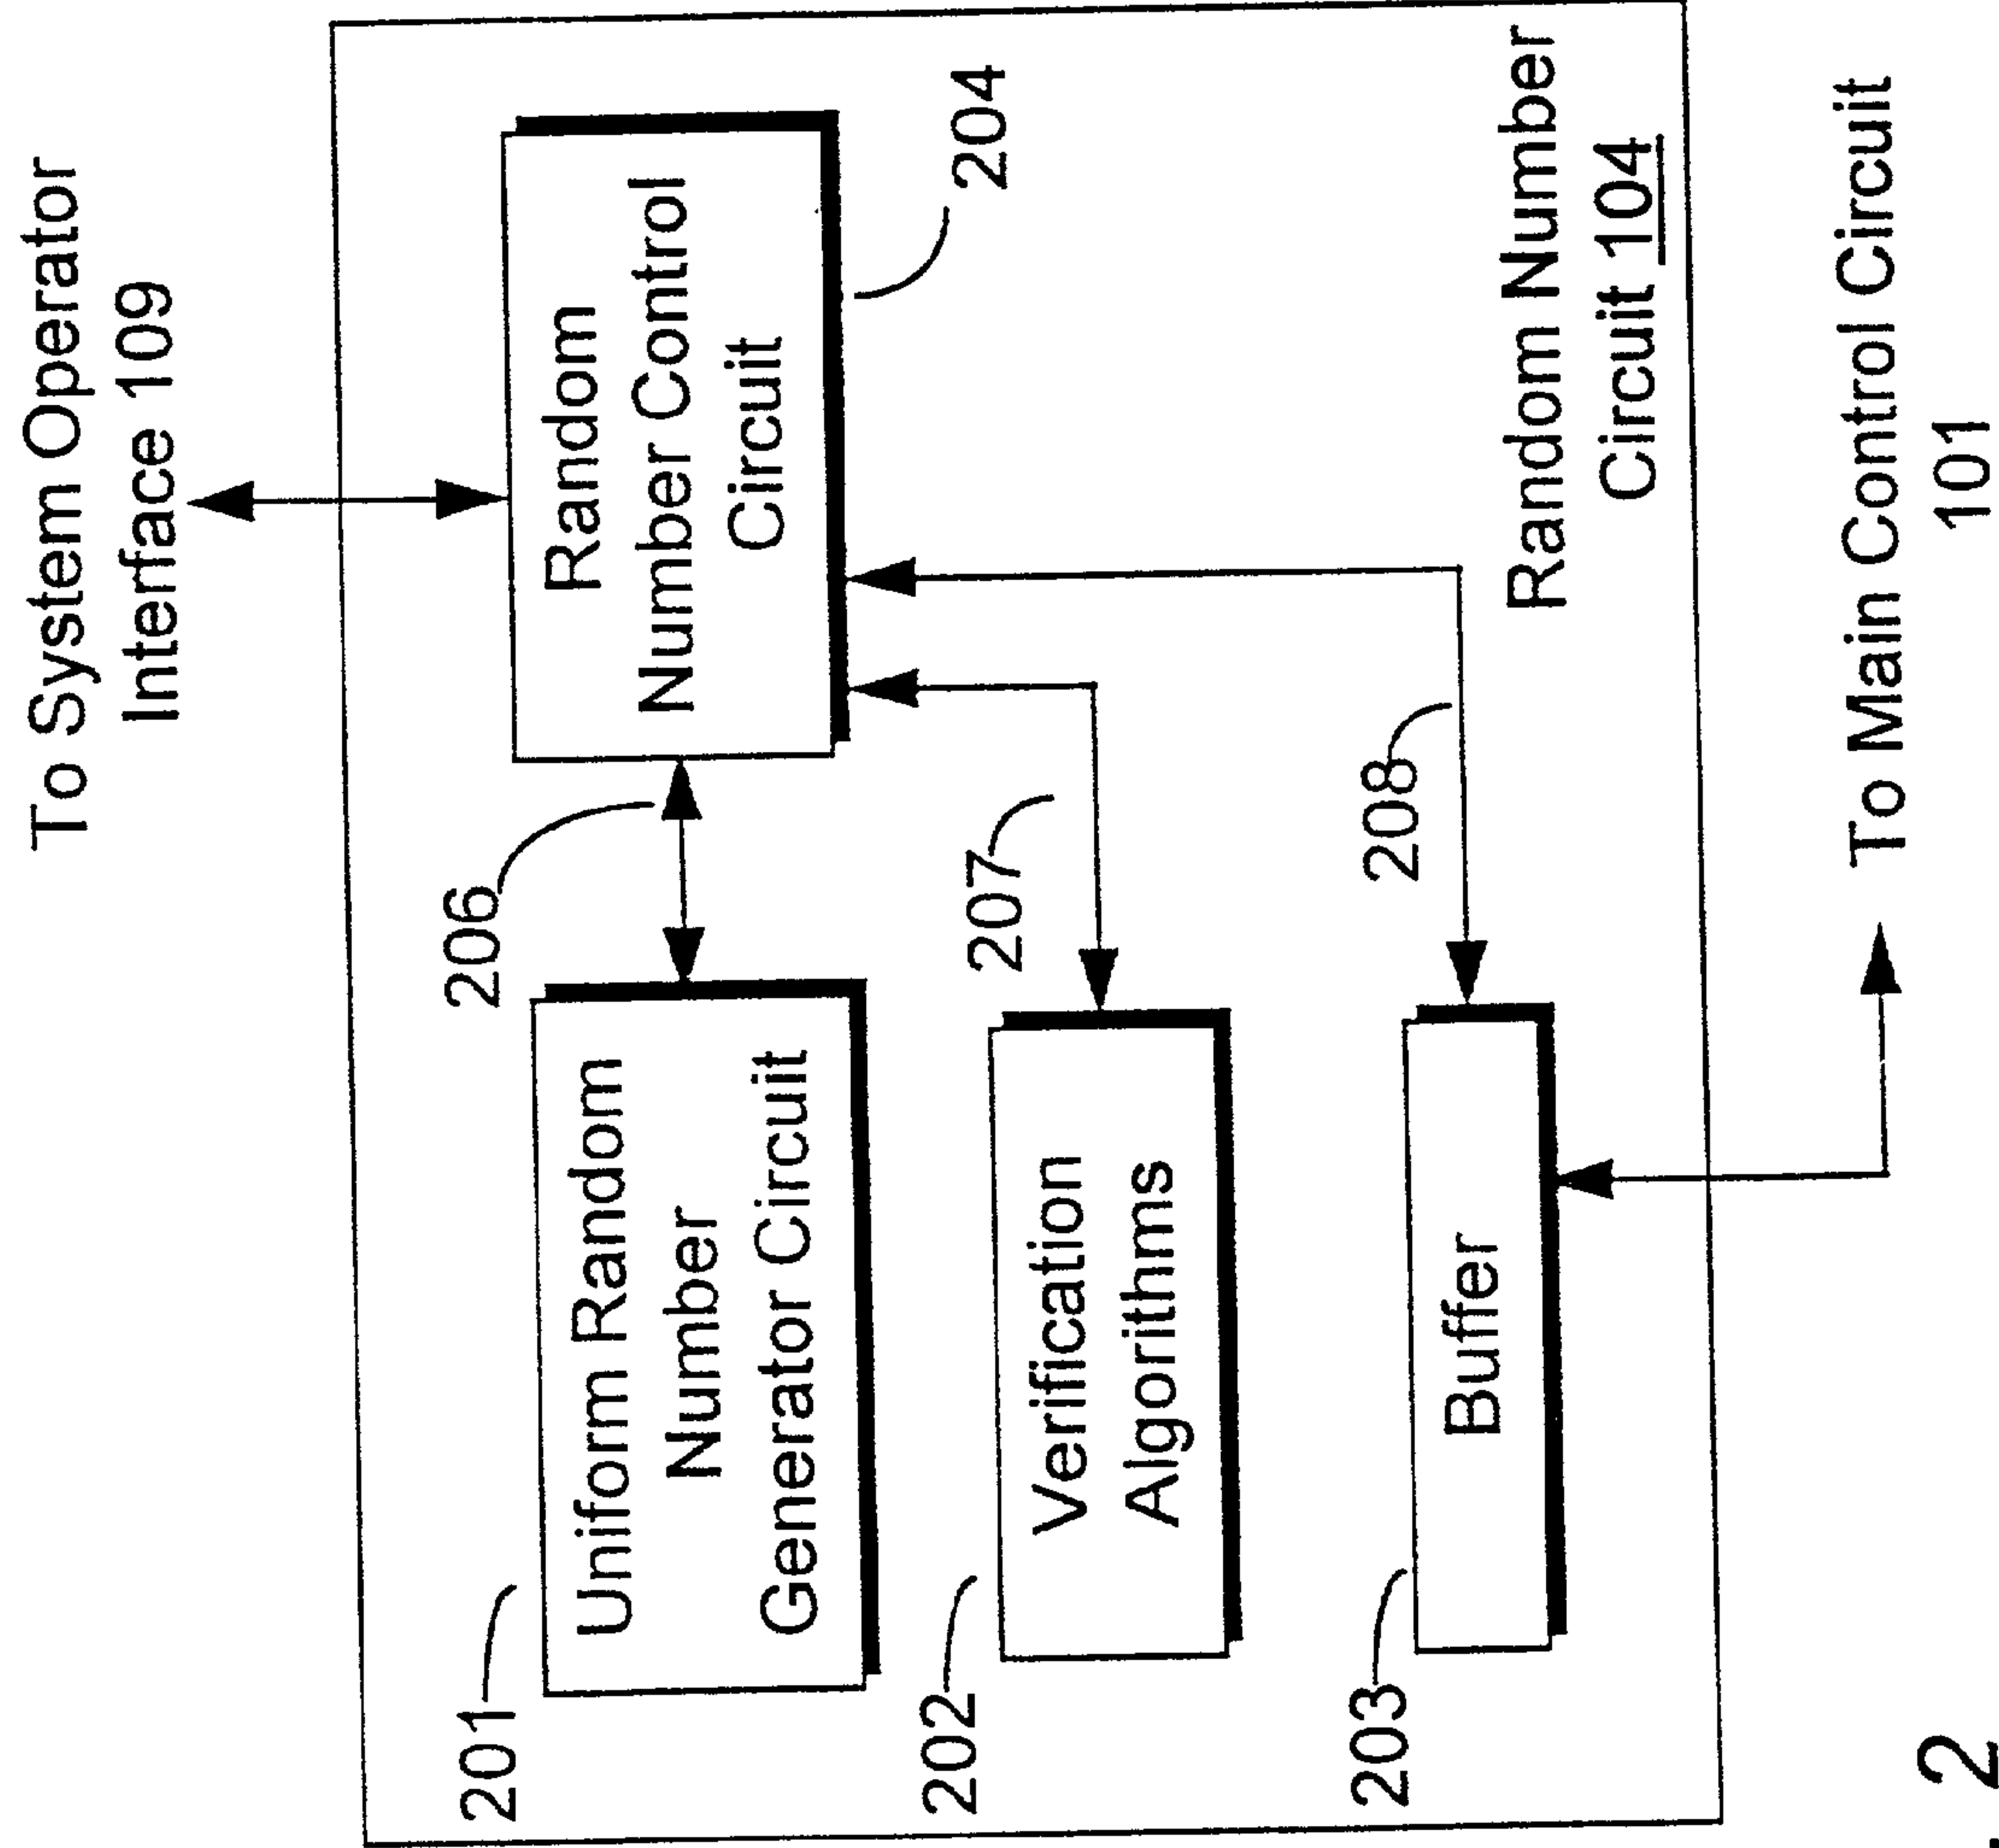 To System Operator
Interface 109
201
Uniform Random
Number
Generator Circuit
206
Random
Number Control
Circuit
204
202
Verification
Algorithms
207
203
Buffer
208
Random Number
Circuit 104
To Main Control Circuit
101
2